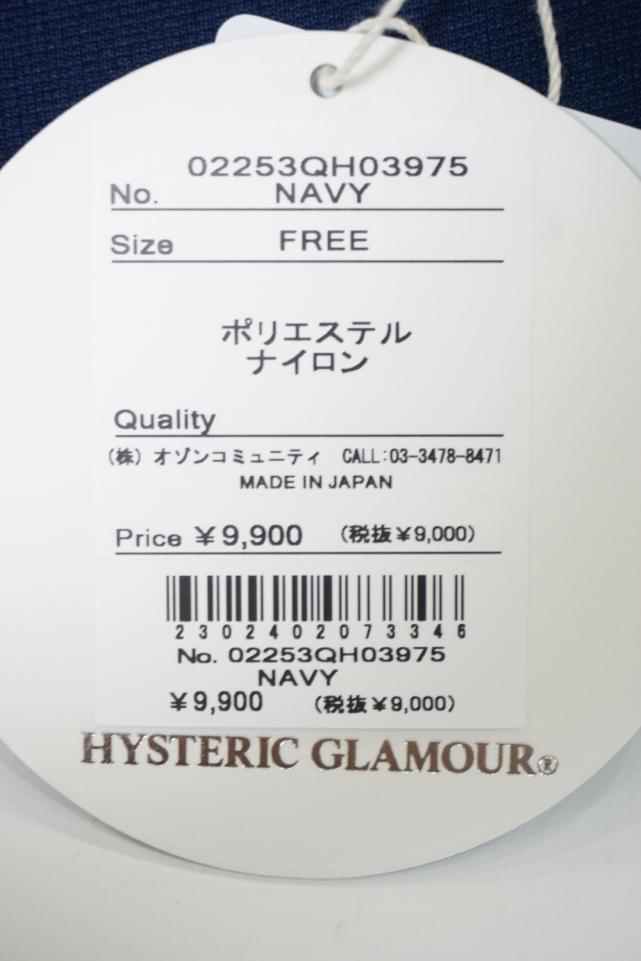 02253QH03975
No. NAVY
Size FREE
ポリエステル
ナイロン
Quality
(株) オゾンコミュニティ CALL:03-3478-8471
MADE IN JAPAN
Price ¥9,900 (税抜¥9,000)
2302402073346
No. 02253QH03975
NAVY
¥9,900 (税抜¥9,000)
HYSTERIC GLAMOUR®